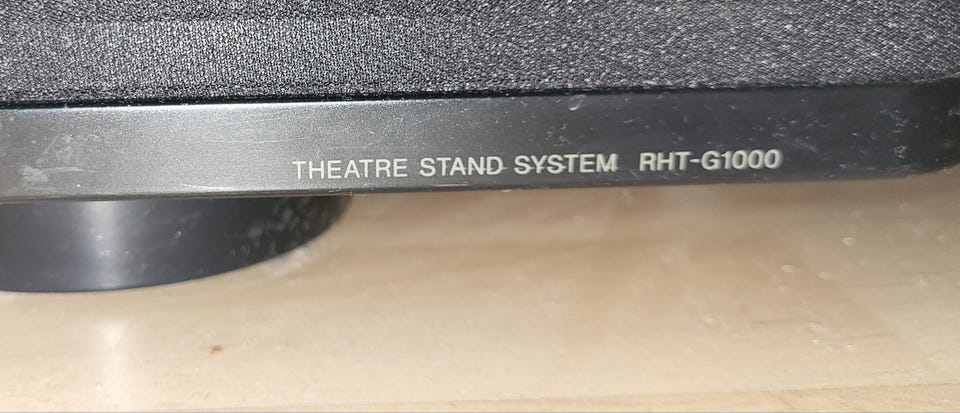 THEATRE STAND SYSTEM RHT-G1000